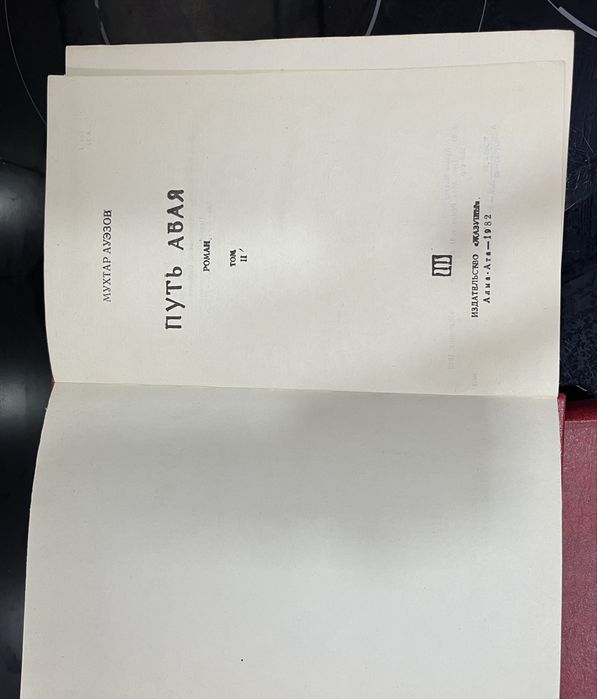 МУХТАР АУЭЗОВ
ПУТЬ АБАЯ
РОМАН
ТОМ
II
ИЗДАТЕЛЬСТВО «ЖАЗУШЫ»
Алма-Ата—1982